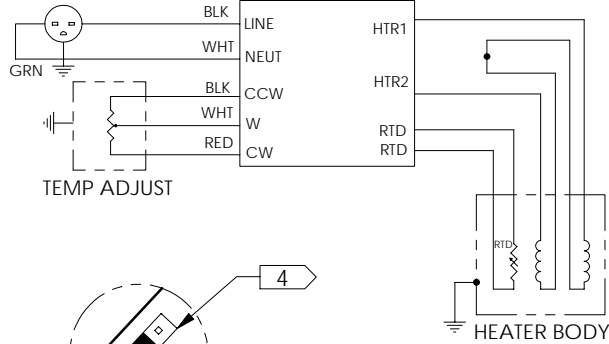 BLK
LINE
HTR1
WHT
NEUT
GRN
HTR2
BLK
CCW
WHT
W
RTD
RED
CW
RTD
TEMP ADJUST
RTD
4
HEATER BODY